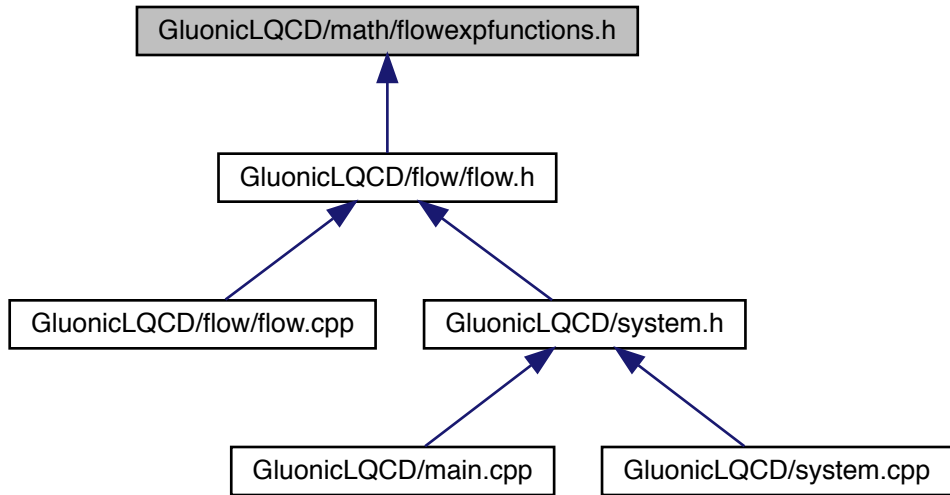 GluonicLQCD/math/flowexpfunctions.h
GluonicLQCD/flow/flow.h
GluonicLQCD/flow/flow.cpp
GluonicLQCD/system.h
GluonicLQCD/main.cpp
GluonicLQCD/system.cpp